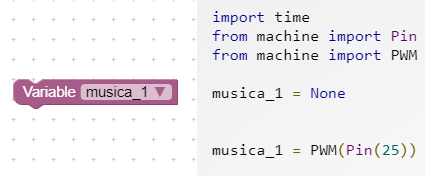 Variable musica_1 ▼
import time
from machine import Pin
from machine import PWM
musica_1 = None
musica_1 = PWM(Pin(25))